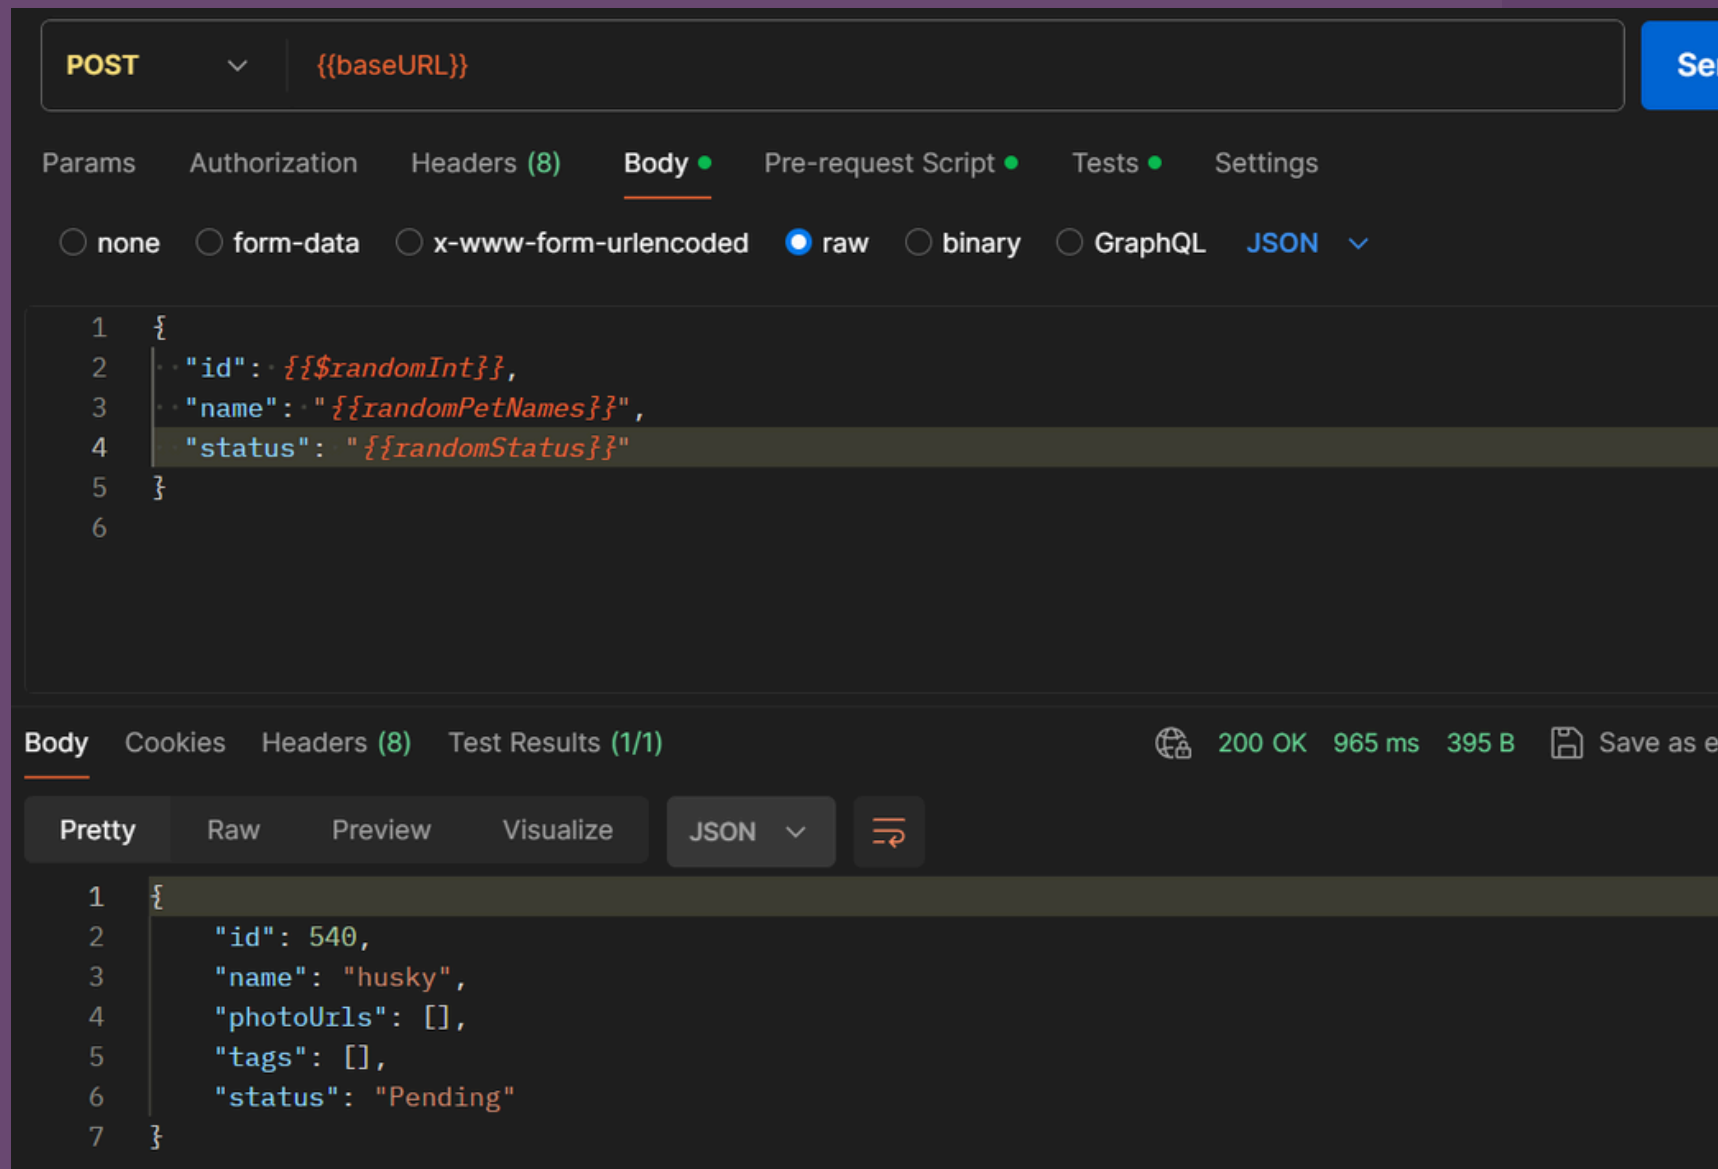 POST {{baseURL}}
Params Authorization Headers (8) Body Pre-request Script Tests Settings
none form-data x-www-form-urlencoded raw binary GraphQL JSON
1 {
2 "id": {{$randomInt}},
3 "name": "{{randomPetNames}}",
4 "status": "{{randomStatus}}"
5 }
6
Body Cookies Headers (8) Test Results (1/1) 200 OK 965 ms 395 B Save as
Pretty Raw Preview Visualize JSON
1 {
2 "id": 540,
3 "name": "husky",
4 "photoUrls": [],
5 "tags": [],
6 "status": "Pending"
7 }